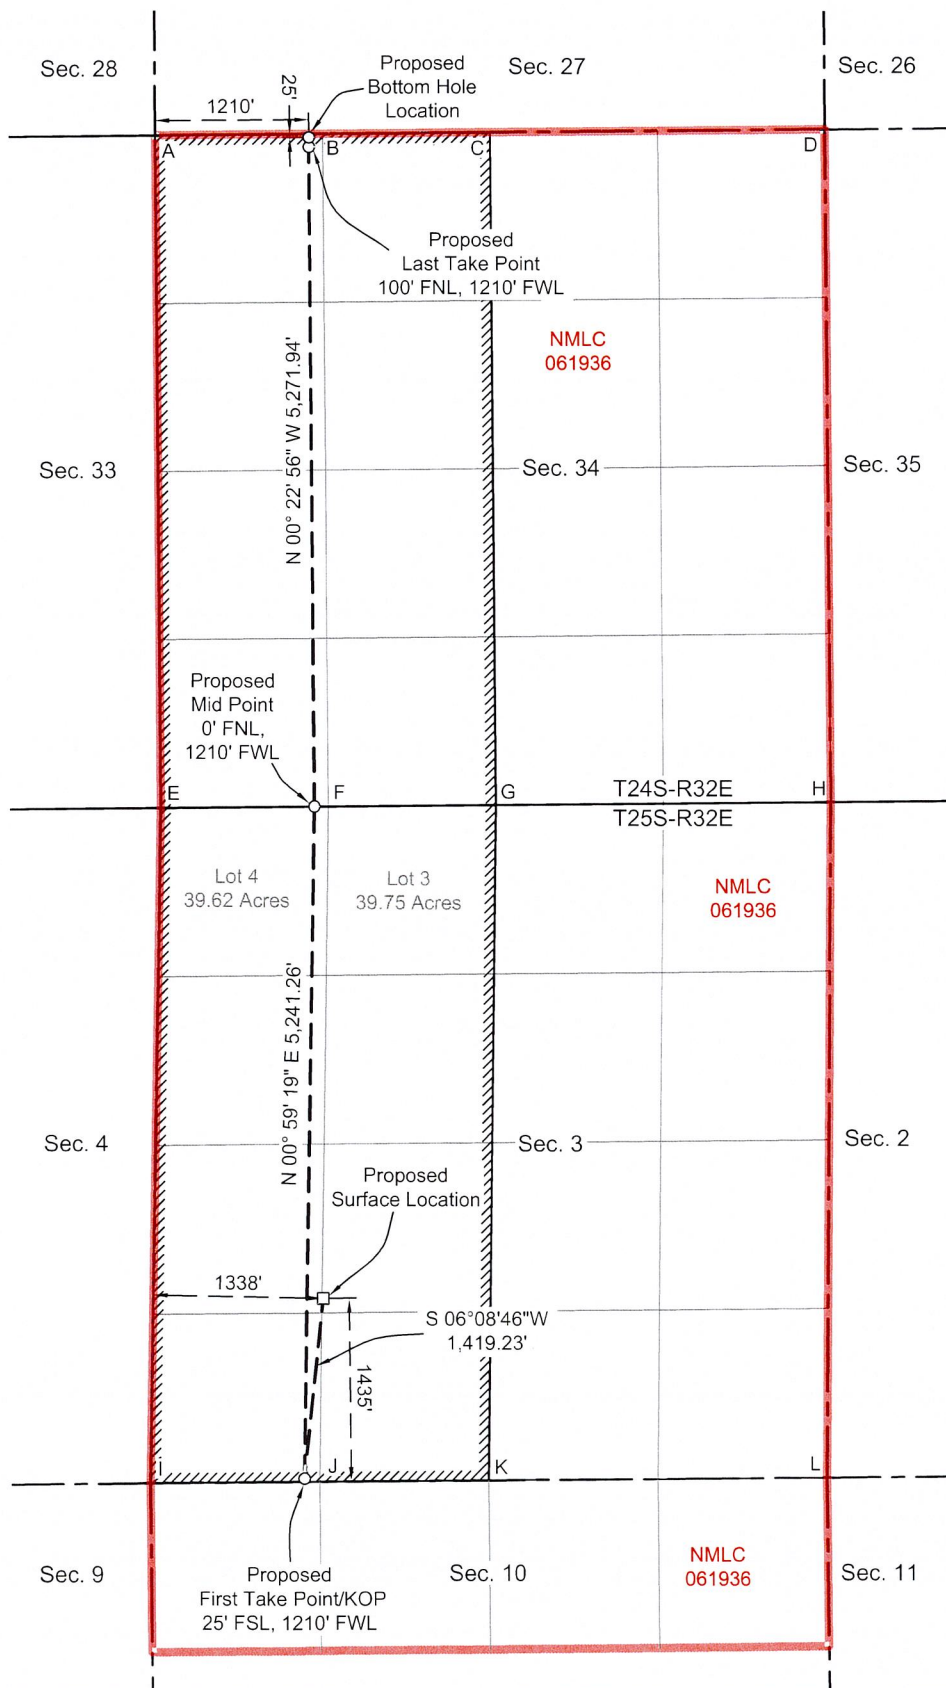 Sec. 28
Proposed
Bottom Hole
Location
Sec. 27
Sec. 26
1210'
25'
A
B
C
D
Proposed
Last Take Point
100' FNL, 1210' FWL
NMLC
061936
N 00° 22' 56" W 5,271.94'
Sec. 33
Sec. 34
Sec. 35
Proposed
Mid Point
0' FNL,
1210' FWL
E
F
G
T24S-R32E
H
T25S-R32E
Lot 4
39.62 Acres
Lot 3
39.75 Acres
NMLC
061936
N 00° 59' 19" E 5,241.26'
Sec. 4
Sec. 3
Sec. 2
Proposed
Surface Location
1338'
S 06°08'46"W
1,419.23'
1435'
I
J
K
L
Sec. 9
Proposed
First Take Point/KOP
25' FSL, 1210' FWL
Sec. 10
NMLC
061936
Sec. 11